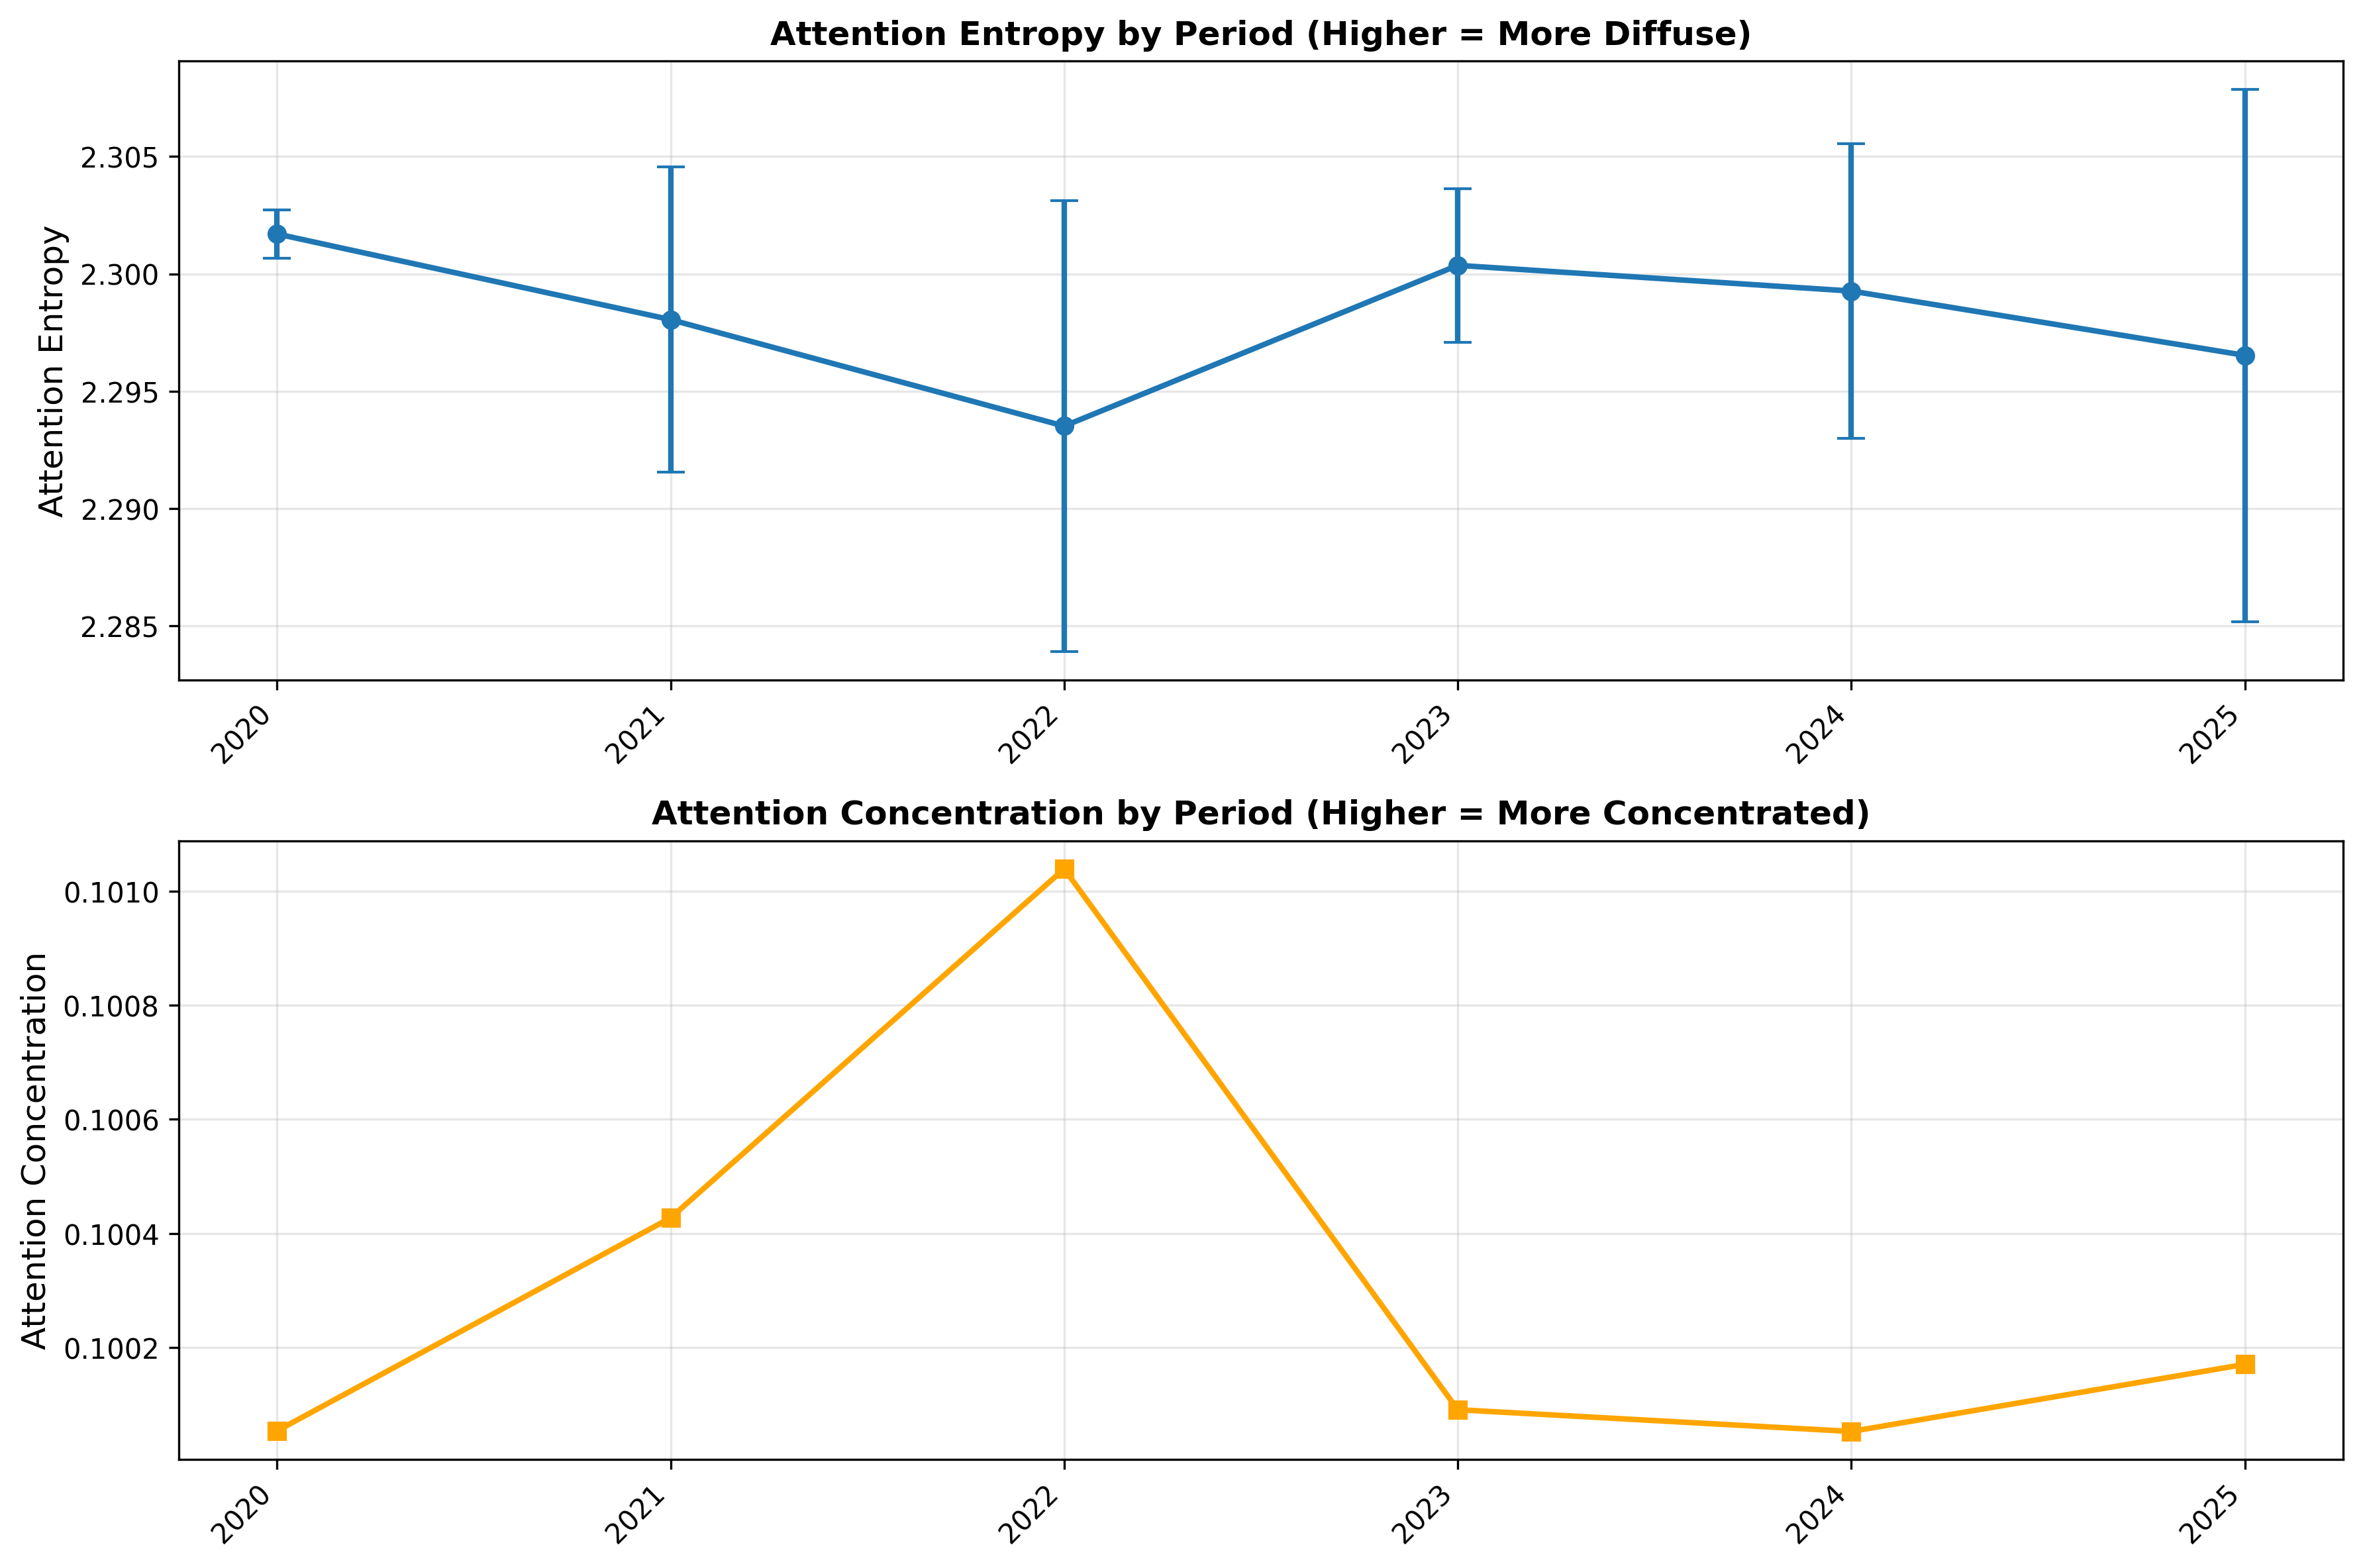 Attention Entropy by Period (Higher = More Diffuse)
Attention Entropy
2.305
2.300
2.295
2.290
2.285
2020 2021 2022 2023 2024 2025
Attention Concentration by Period (Higher = More Concentrated)
Attention Concentration
0.1010
0.1008
0.1006
0.1004
0.1002
2020 2021 2022 2023 2024 2025